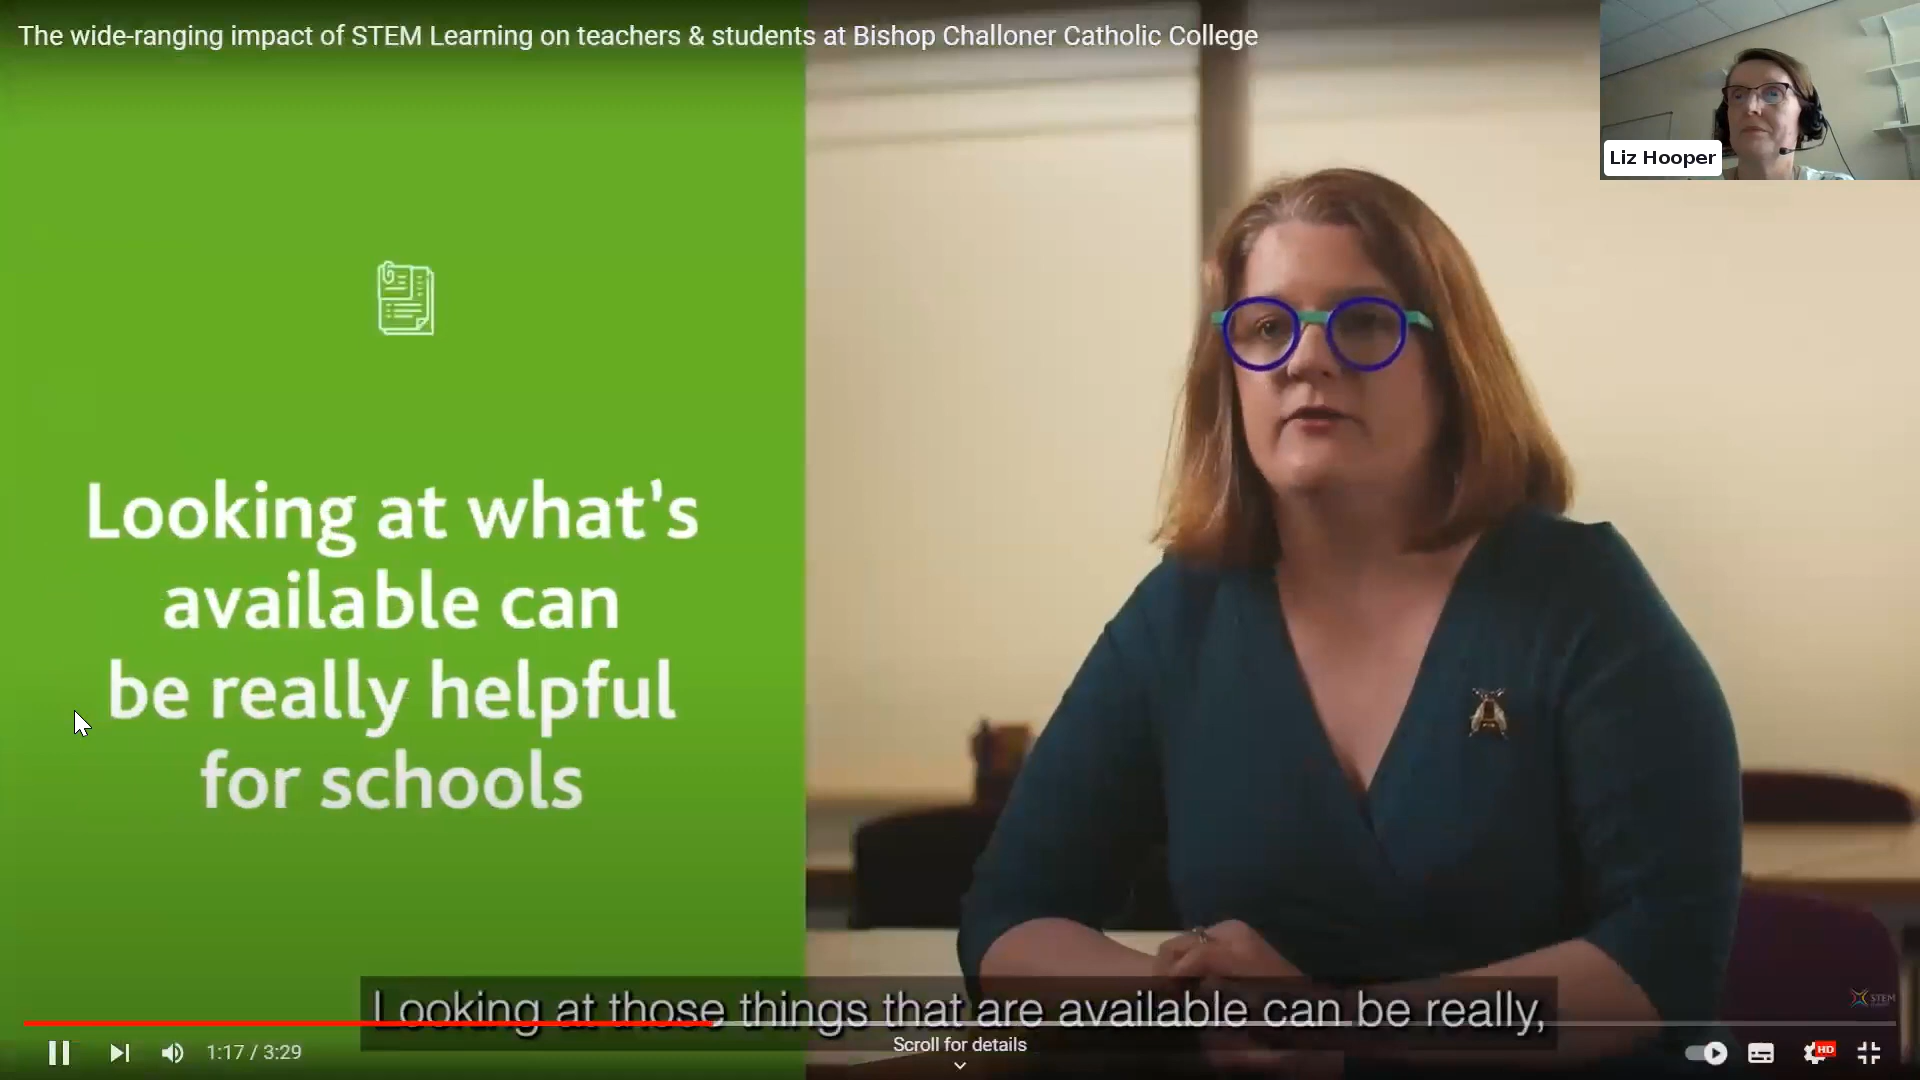 The wide-ranging impact of STEM Learning on teachers & students at Bishop Challoner Catholic College
Liz Hooper
Looking at what's
available can
be really helpful
for schools
Looking at those things that are available can be really,
STEM
1:17 / 3:29
Scroll for details
HD